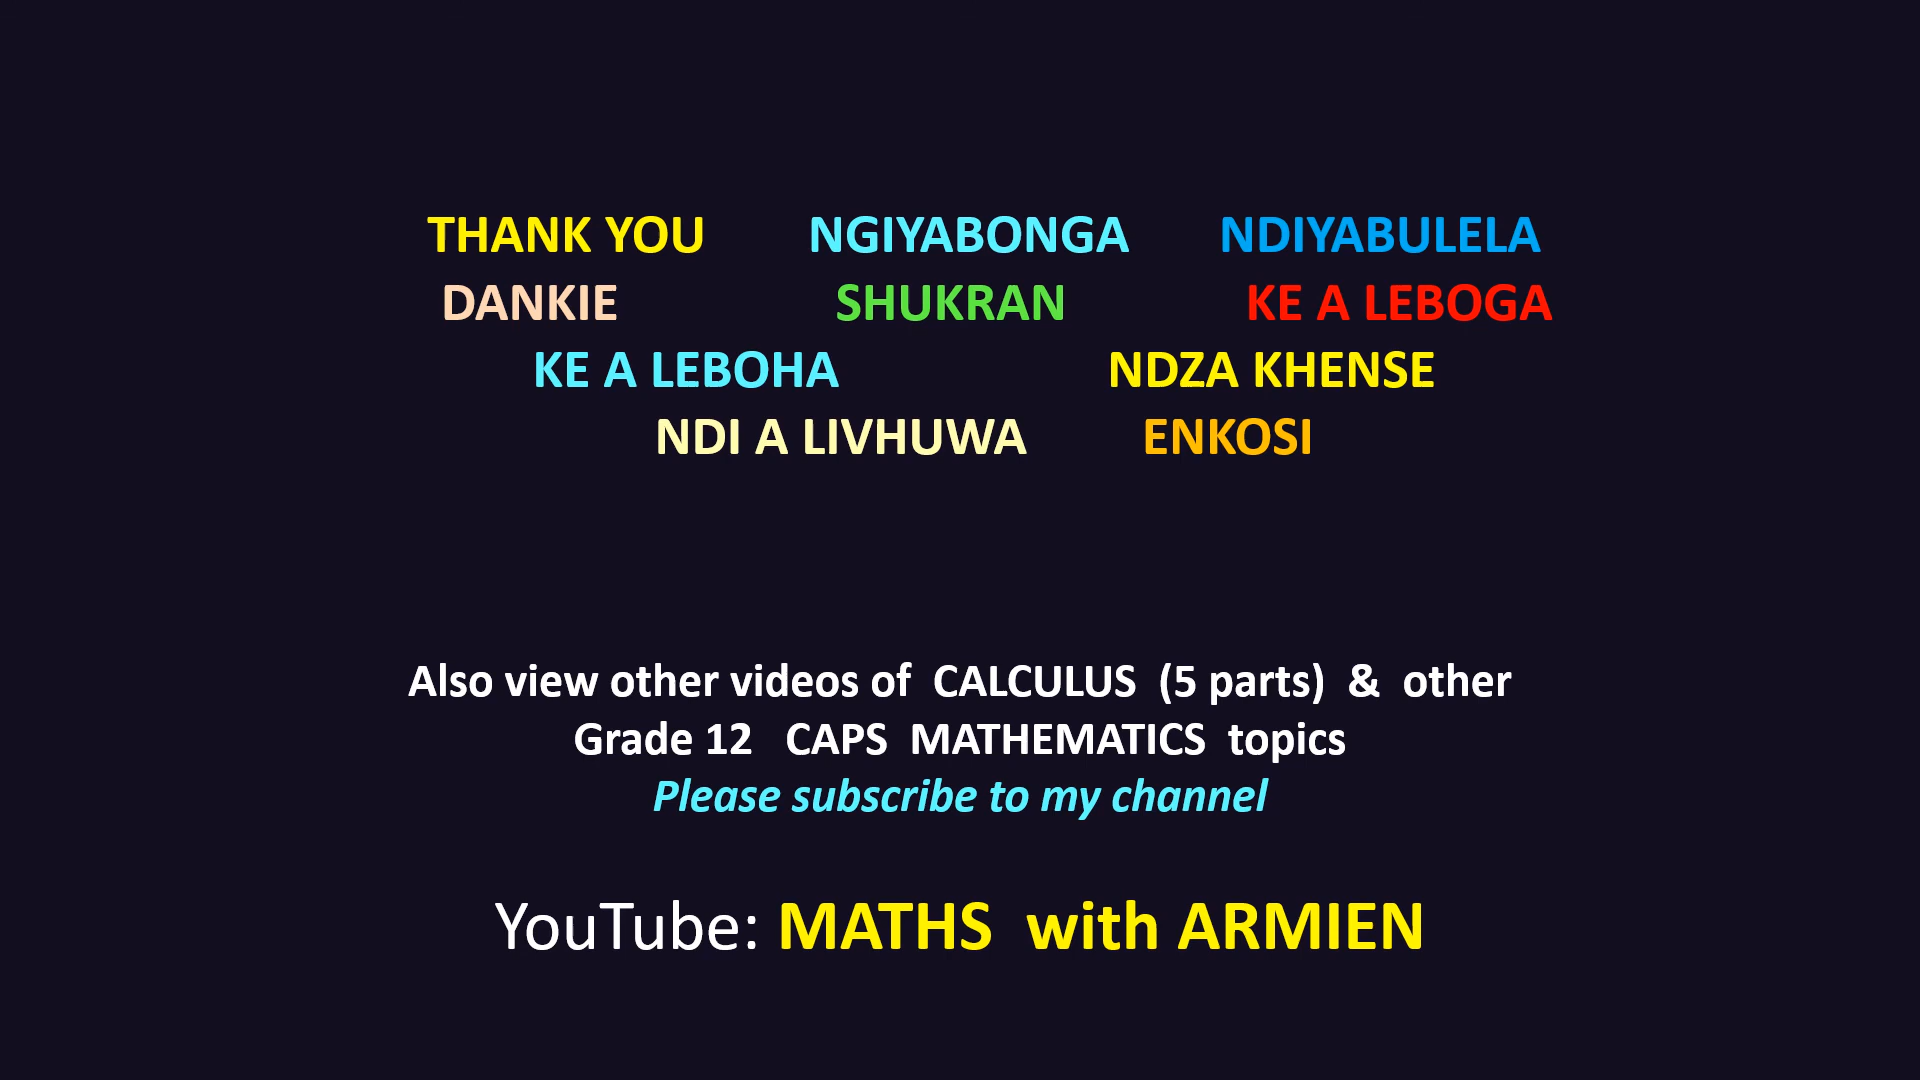 THANK YOU NGIYABONGA NDIYABULELA
DANKIE SHUKRAN KE A LEBOGA
KE A LEBOHA NDZA KHENSE
NDI A LIVHUWA ENKOSI
Also view other videos of CALCULUS (5 parts) & other
Grade 12 CAPS MATHEMATICS topics
Please subscribe to my channel
YouTube: MATHS with ARMIEN